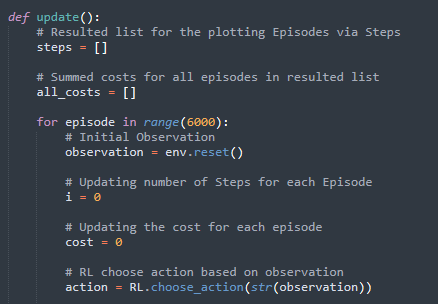 def update():
# Resulted list for the plotting Episodes via Steps
steps = []
# Summed costs for all episodes in resulted list
all_costs = []
for episode in range(6000):
# Initial Observation
observation = env.reset()
# Updating number of Steps for each Episode
i = 0
# Updating the cost for each episode
cost = 0
# RL choose action based on observation
action = RL.choose_action(str(observation))